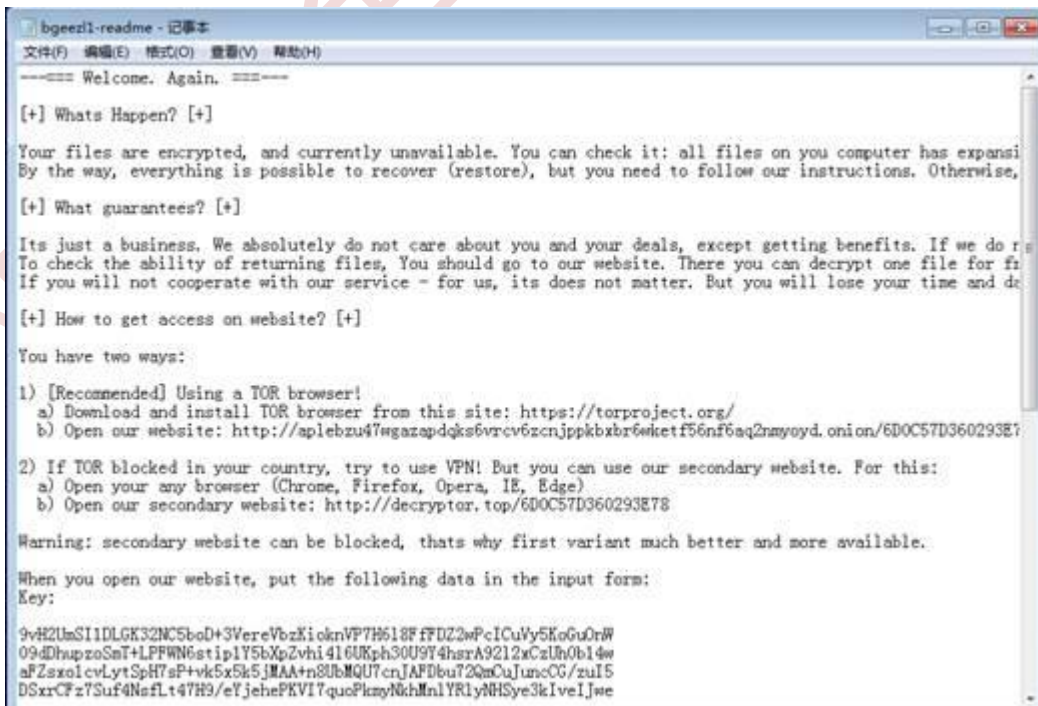 bgeezl1-readme - 记事本
文件(F) 编辑(E) 格式(O) 查看(V) 帮助(H)
---=== Welcome. Again. ===---
[+] Whats Happen? [+]
Your files are encrypted, and currently unavailable. You can check it: all files on you computer has expansi
By the way, everything is possible to recover (restore), but you need to follow our instructions. Otherwise,
[+] What guarantees? [+]
Its just a business. We absolutely do not care about you and your deals, except getting benefits. If we do
To check the ability of returning files, You should go to our website. There you can decrypt one file for
If you will not cooperate with our service - for us, its does not matter. But you will lose your time and
[+] How to get access on website? [+]
You have two ways:
1) [Recommended] Using a TOR browser!
a) Download and install TOR browser from this site: https://torproject.org/
b) Open our website: http://aplebzu47wgazapdqks6vrcv6zcnjppkbxbr6wketf56nf6aq2nmyoyd.onion/6D0C57D360293E7
2) If TOR blocked in your country, try to use VPN! But you can use our secondary website. For this:
a) Open your any browser (Chrome, Firefox, Opera, IE, Edge)
b) Open our secondary website: http://decryptor.top/6D0C57D360293E78
Warning: secondary website can be blocked, thats why first variant much better and more available.
When you open our website, put the following data in the input form:
Key: